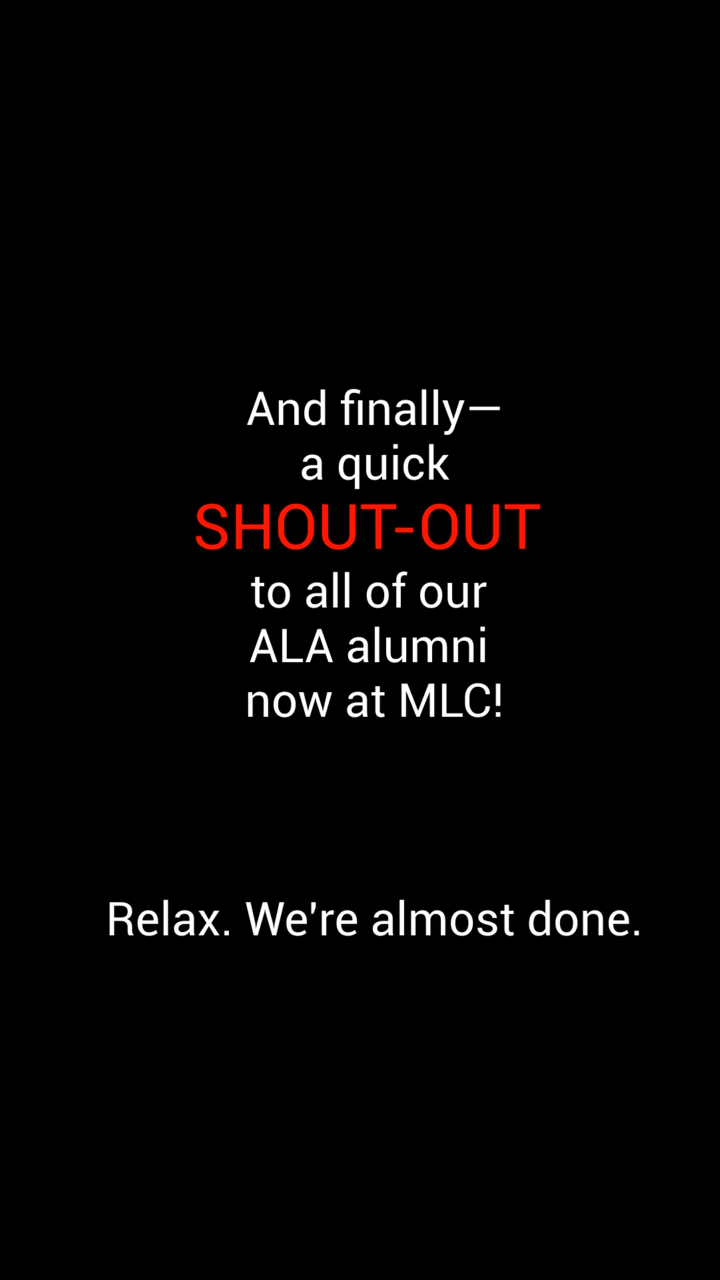 And finally—
a quick
SHOUT-OUT
to all of our
ALA alumni
now at MLC!
Relax. We're almost done.